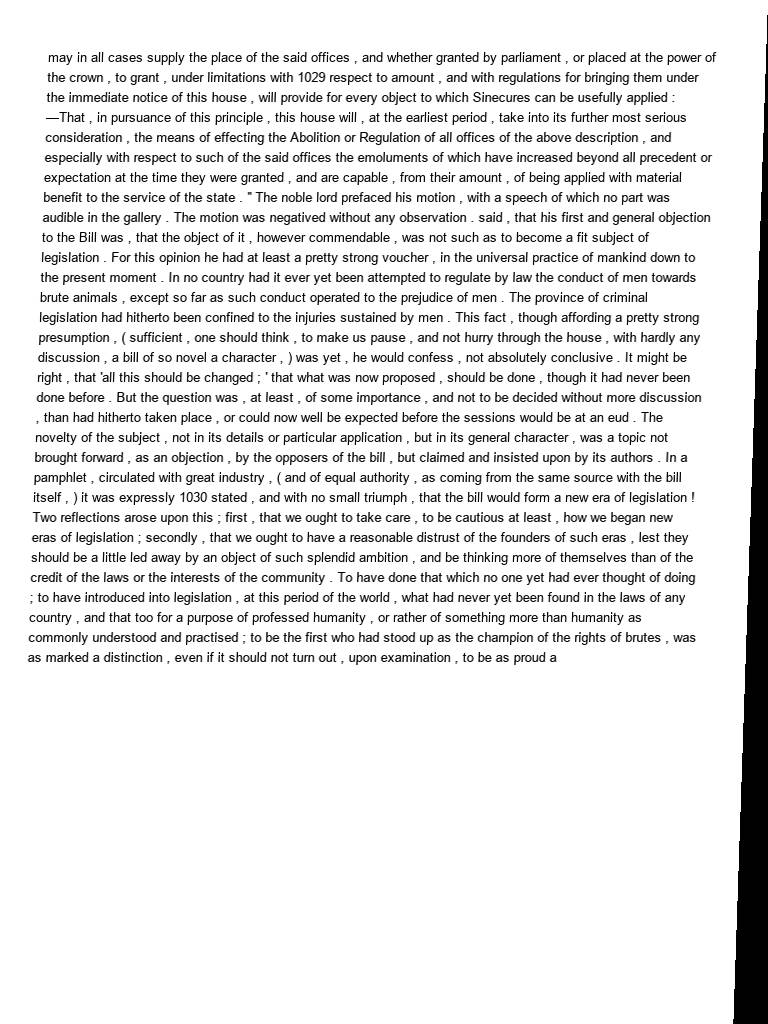 may in all cases supply the place of the said offices , and whether granted by parliament , or placed at the power of
the crown , to grant , under limitations with 1029 respect to amount , and with regulations for bringing them under
the immediate notice of this house , will provide for every object to which Sinecures can be usefully applied :
—That , in pursuance of this principle , this house will , at the earliest period , take into its further most serious
consideration , the means of effecting the Abolition or Regulation of all offices of the above description , and
especially with respect to such of the said offices the emoluments of which have increased beyond all precedent or
expectation at the time they were granted , and are capable , from their amount , of being applied with material
benefit to the service of the state . " The noble lord prefaced his motion , with a speech of which no part was
audible in the gallery . The motion was negatived without any observation . said , that his first and general objection
to the Bill was , that the object of it , however commendable , was not such as to become a fit subject of
legislation . For this opinion he had at least a pretty strong voucher , in the universal practice of mankind down to
the present moment . In no country had it ever yet been attempted to regulate by law the conduct of men towards
brute animals , except so far as such conduct operated to the prejudice of men . The province of criminal
legislation had hitherto been confined to the injuries sustained by men . This fact , though affording a pretty strong
presumption , ( sufficient , one should think , to make us pause , and not hurry through the house , with hardly any
discussion , a bill of so novel a character , ) was yet , he would confess , not absolutely conclusive . It might be
right , that 'all this should be changed ; ' that what was now proposed , should be done , though it had never been
done before . But the question was , at least , of some importance , and not to be decided without more discussion
, than had hitherto taken place , or could now well be expected before the sessions would be at an eud . The
novelty of the subject , not in its details or particular application , but in its general character , was a topic not
brought forward , as an objection , by the opposers of the bill , but claimed and insisted upon by its authors . In a
pamphlet , circulated with great industry , ( and of equal authority , as coming from the same source with the bill
itself , ) it was expressly 1030 stated , and with no small triumph , that the bill would form a new era of legislation !
Two reflections arose upon this ; first , that we ought to take care , to be cautious at least , how we began new
eras of legislation ; secondly , that we ought to have a reasonable distrust of the founders of such eras , lest they
should be a little led away by an object of such splendid ambition , and be thinking more of themselves than of the
credit of the laws or the interests of the community . To have done that which no one yet had ever thought of doing
; to have introduced into legislation , at this period of the world , what had never yet been found in the laws of any
country , and that too for a purpose of professed humanity , or rather of something more than humanity as
commonly understood and practised ; to be the first who had stood up as the champion of the rights of brutes , was
as marked a distinction , even if it should not turn out , upon examination , to be as proud a